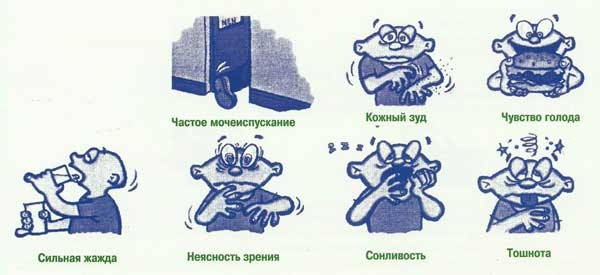 MEN
Частое мочеиспускание
Кожный зуд
Чувство голода
Z Z Z
Сильная жажда
Неясность зрения
Сонливость
Тошнота